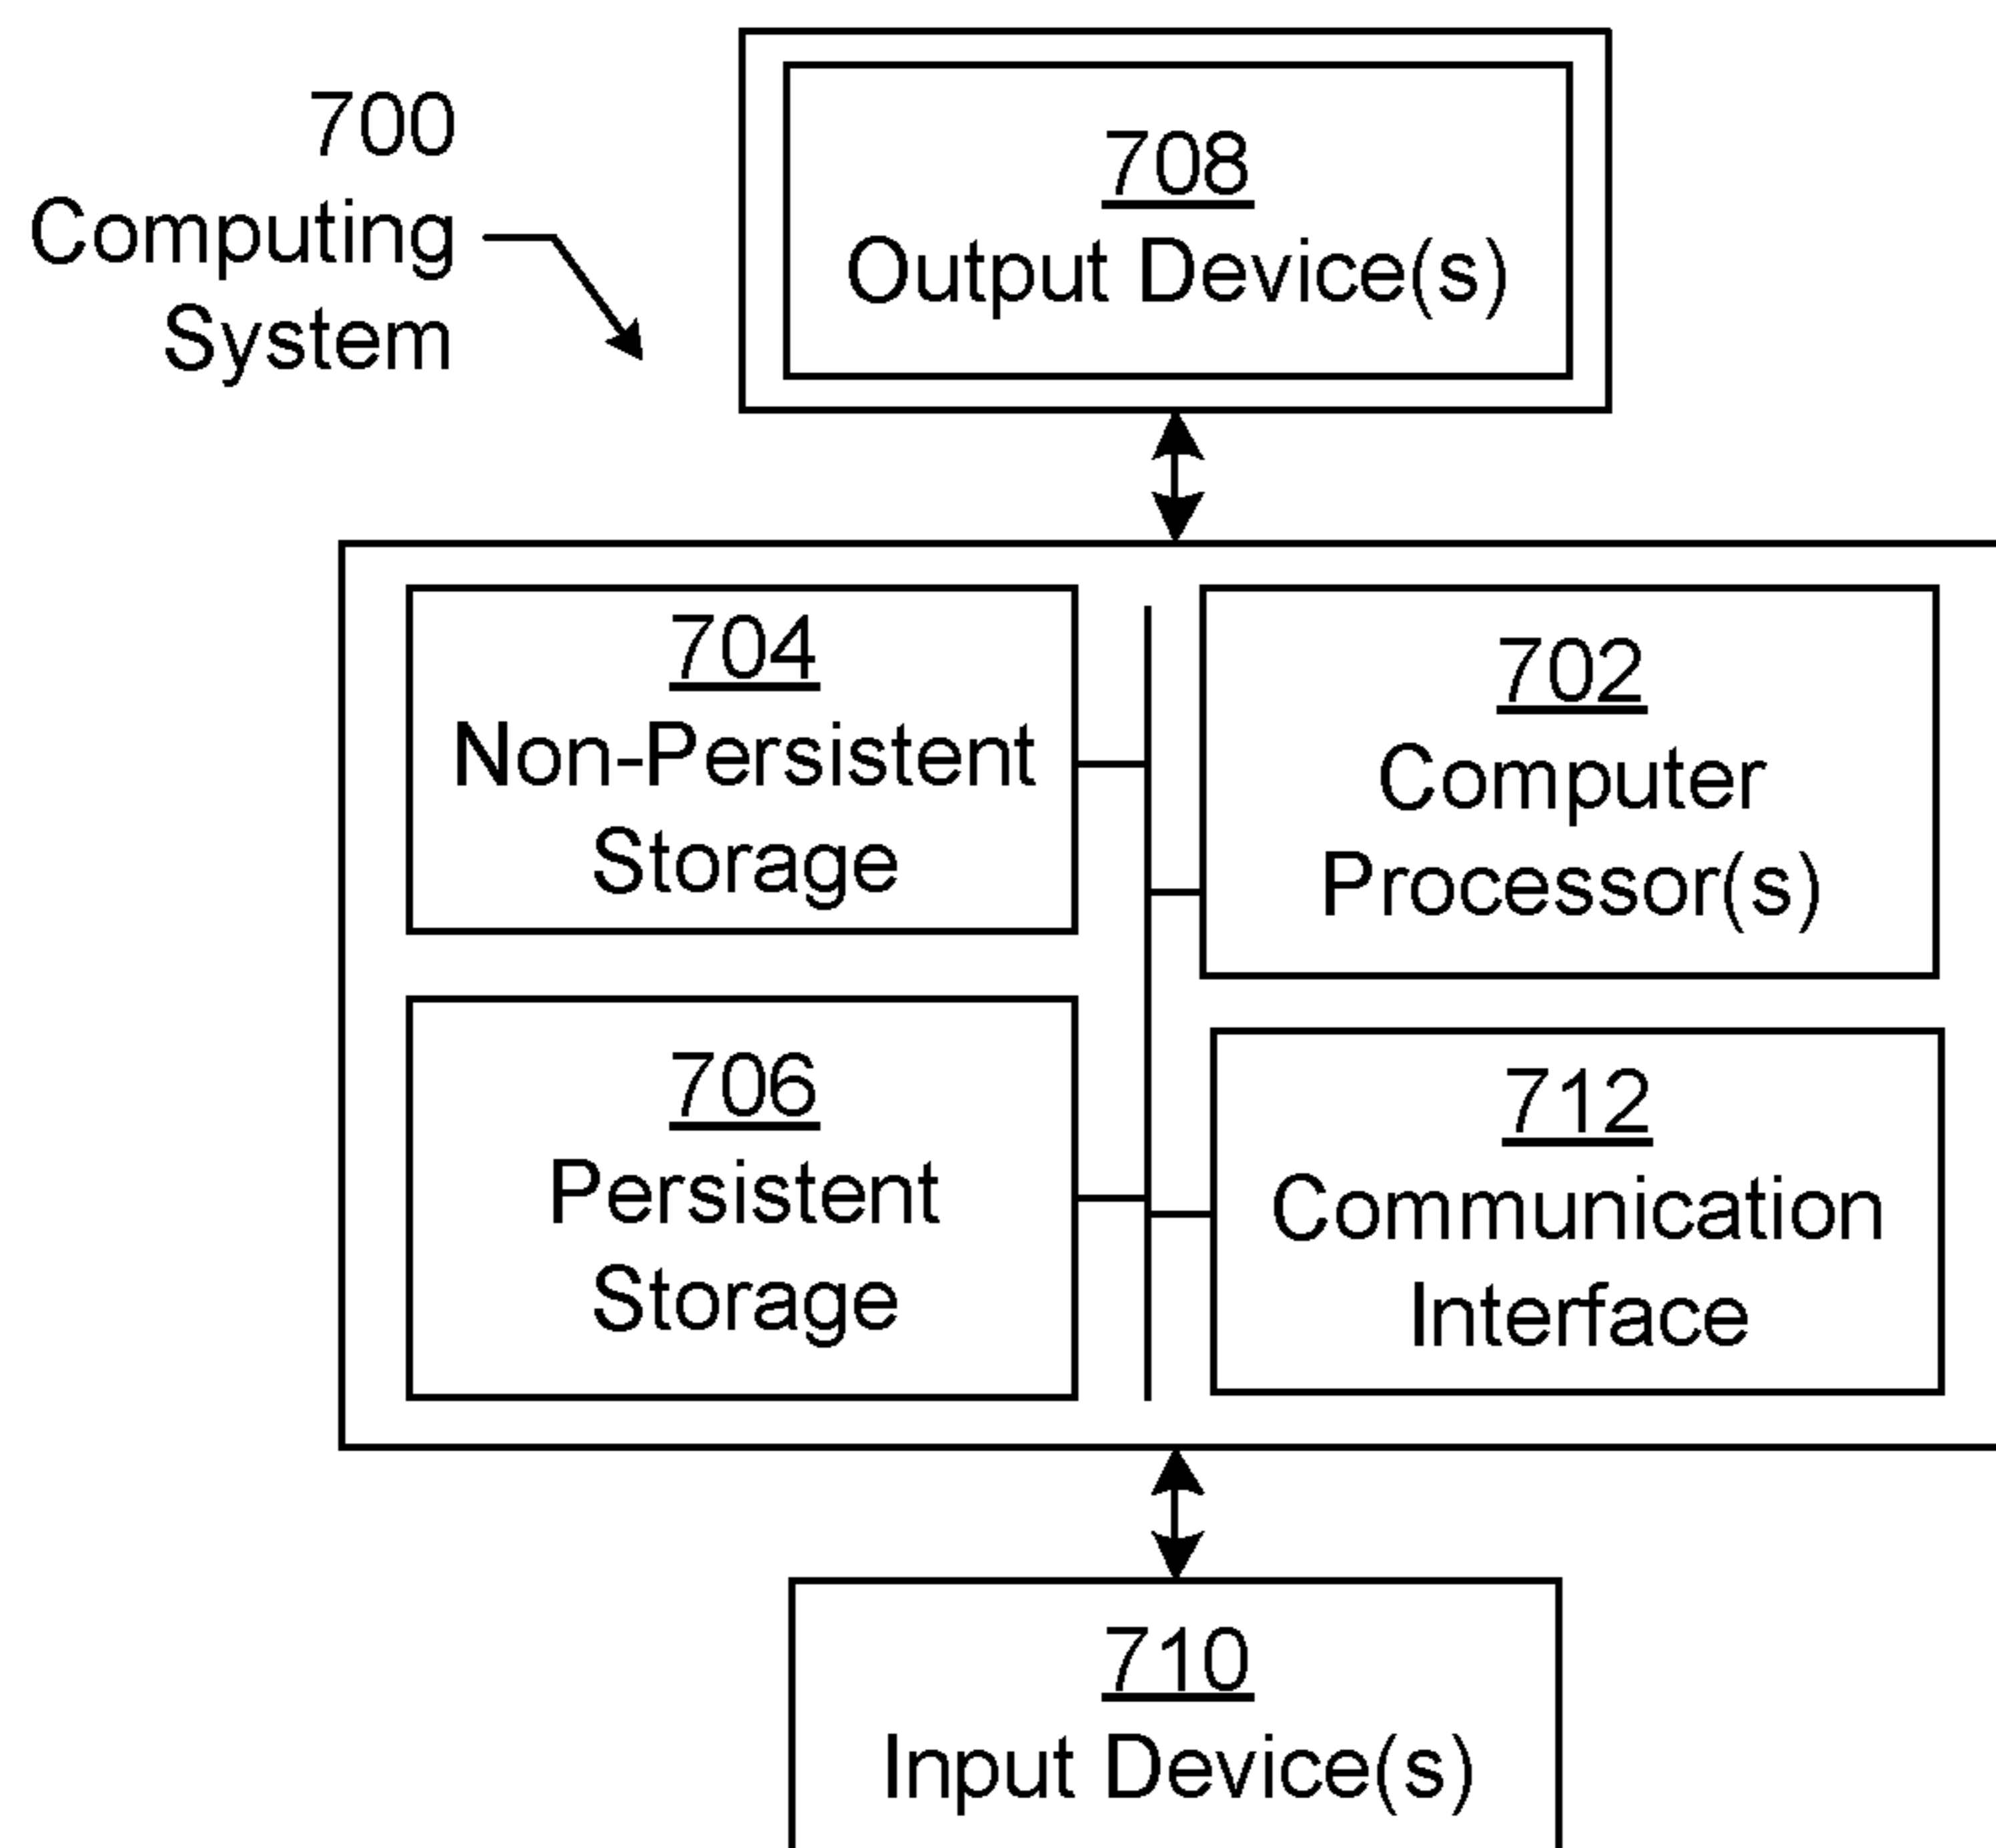 700
Computing
System
708
Output Device(s)
704
Non-Persistent
Storage
702
Computer
Processor(s)
706
Persistent
Storage
712
Communication
Interface
710
Input Device(s)